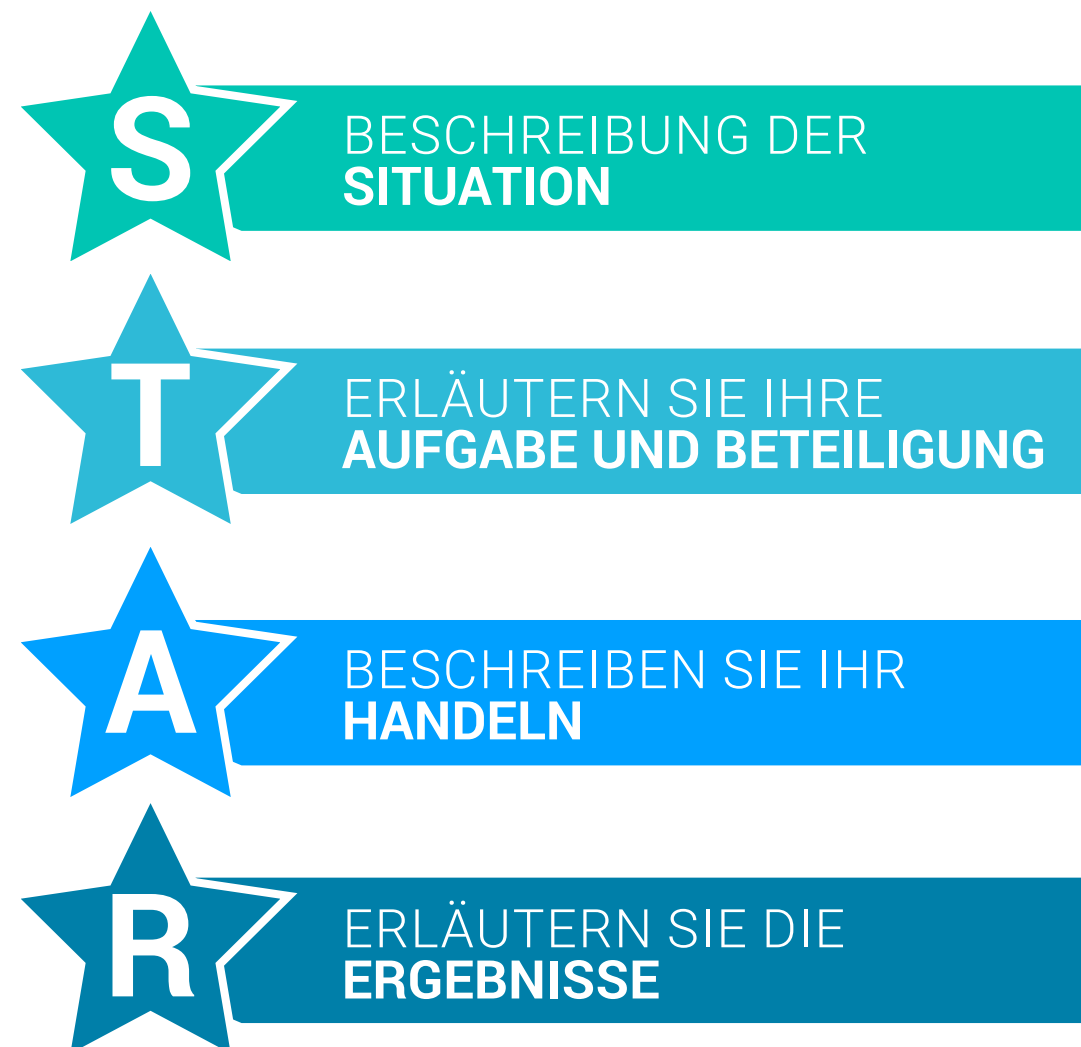 S
BESCHREIBUNG DER
SITUATION
T
ERLÄUTERN SIE IHRE
AUFGABE UND BETEILIGUNG
A
BESCHREIBEN SIE IHR
HANDELN
R
ERLÄUTERN SIE DIE
ERGEBNISSE